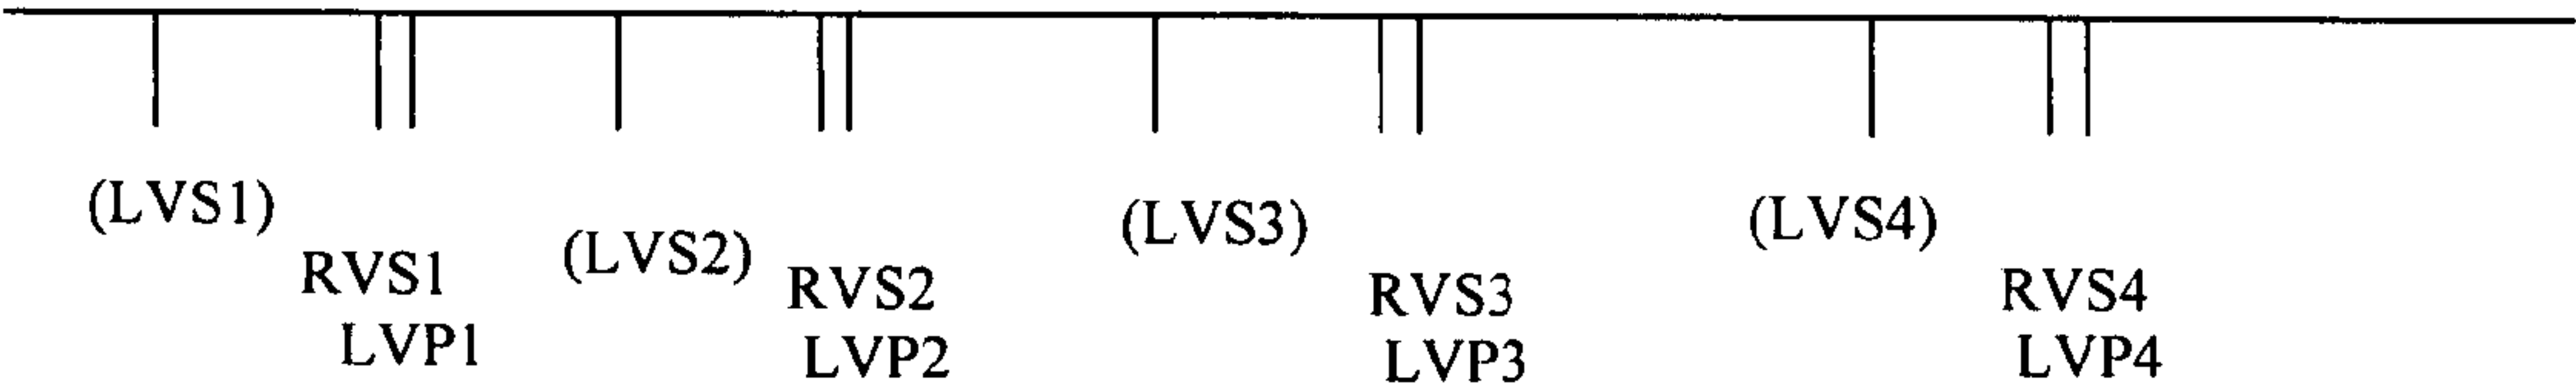 (LVS1)
RVS1
LVP1
(LVS2)
RVS2
LVP2
(LVS3)
RVS3
LVP3
(LVS4)
RVS4
LVP4